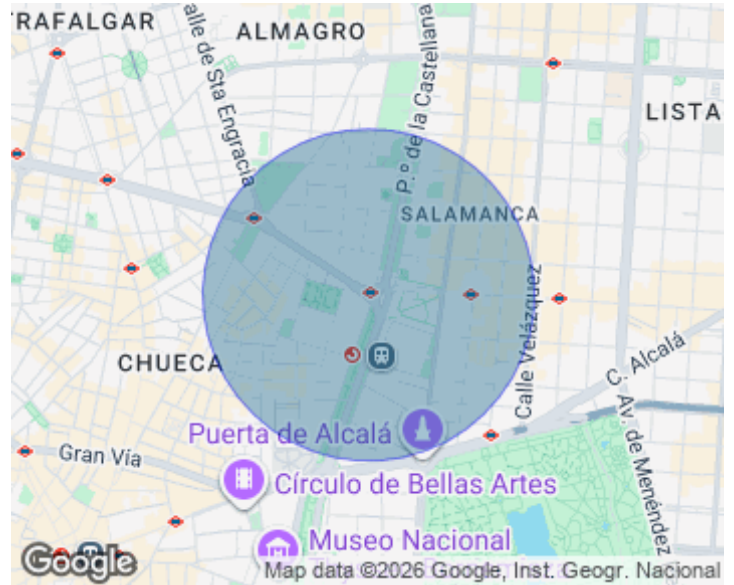 TRAFALGAR
ALMAGRO
alle de Sta Engracia
P.º de la Castellana
LISTA
SALAMANCA
Calle Velázquez
CHUECA
C. Alcalá
Av. de Menéndez
Puerta de Alcalá
Gran Vía
Círculo de Bellas Artes
Museo Nacional
Google
Map data ©2026 Google, Inst. Geogr. Nacional